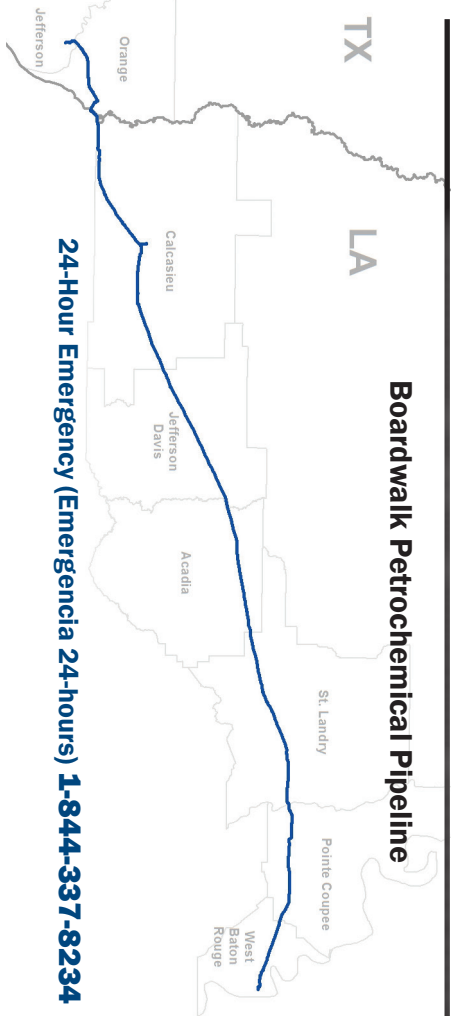 Boardwalk Petrochemical Pipeline
TX
LA
Orange
Jefferson
Calcasieu
Jefferson
Davis
Acadia
St. Landry
Pointe Coupee
West
Baton
Rouge
24-Hour Emergency (Emergencia 24-hours) 1-844-337-8234